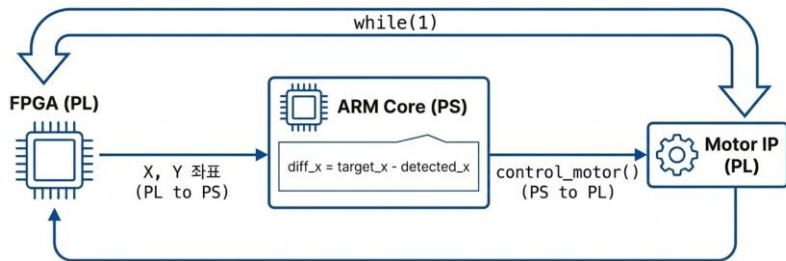 while(1)
FPGA (PL)
ARM Core (PS)
diff_x = target_x - detected_x
X, Y 좌표
(PL to PS)
control_motor()
(PS to PL)
Motor IP
(PL)